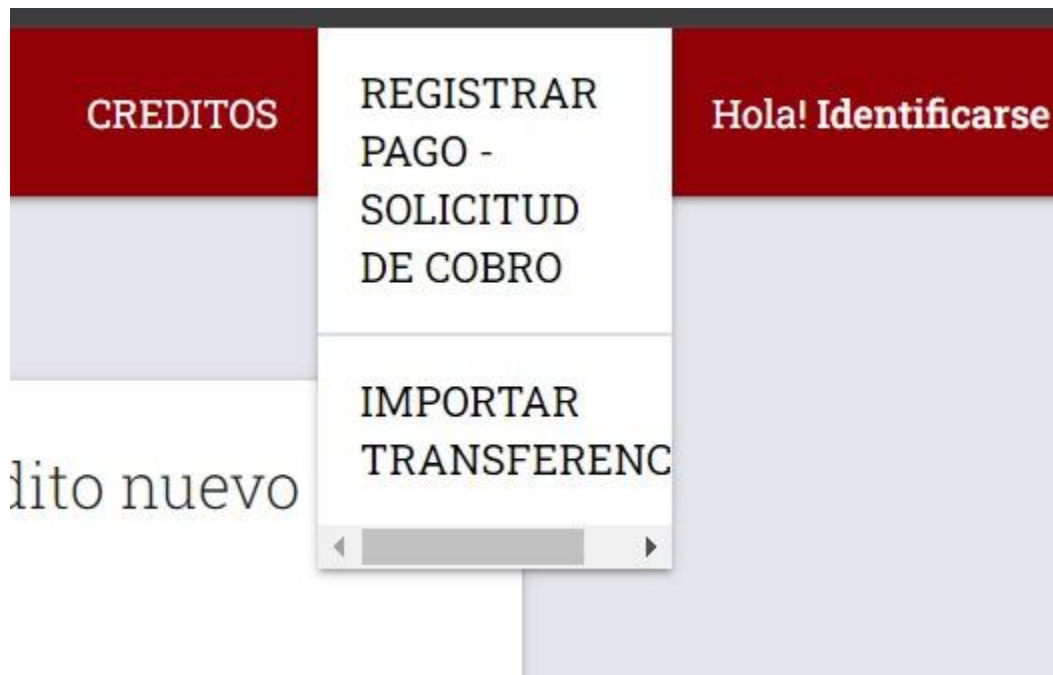 CREDITOS
REGISTRAR
PAGO -
SOLICITUD
DE COBRO
Hola! Identificarse
IMPORTAR
TRANSFERENC
dito nuevo